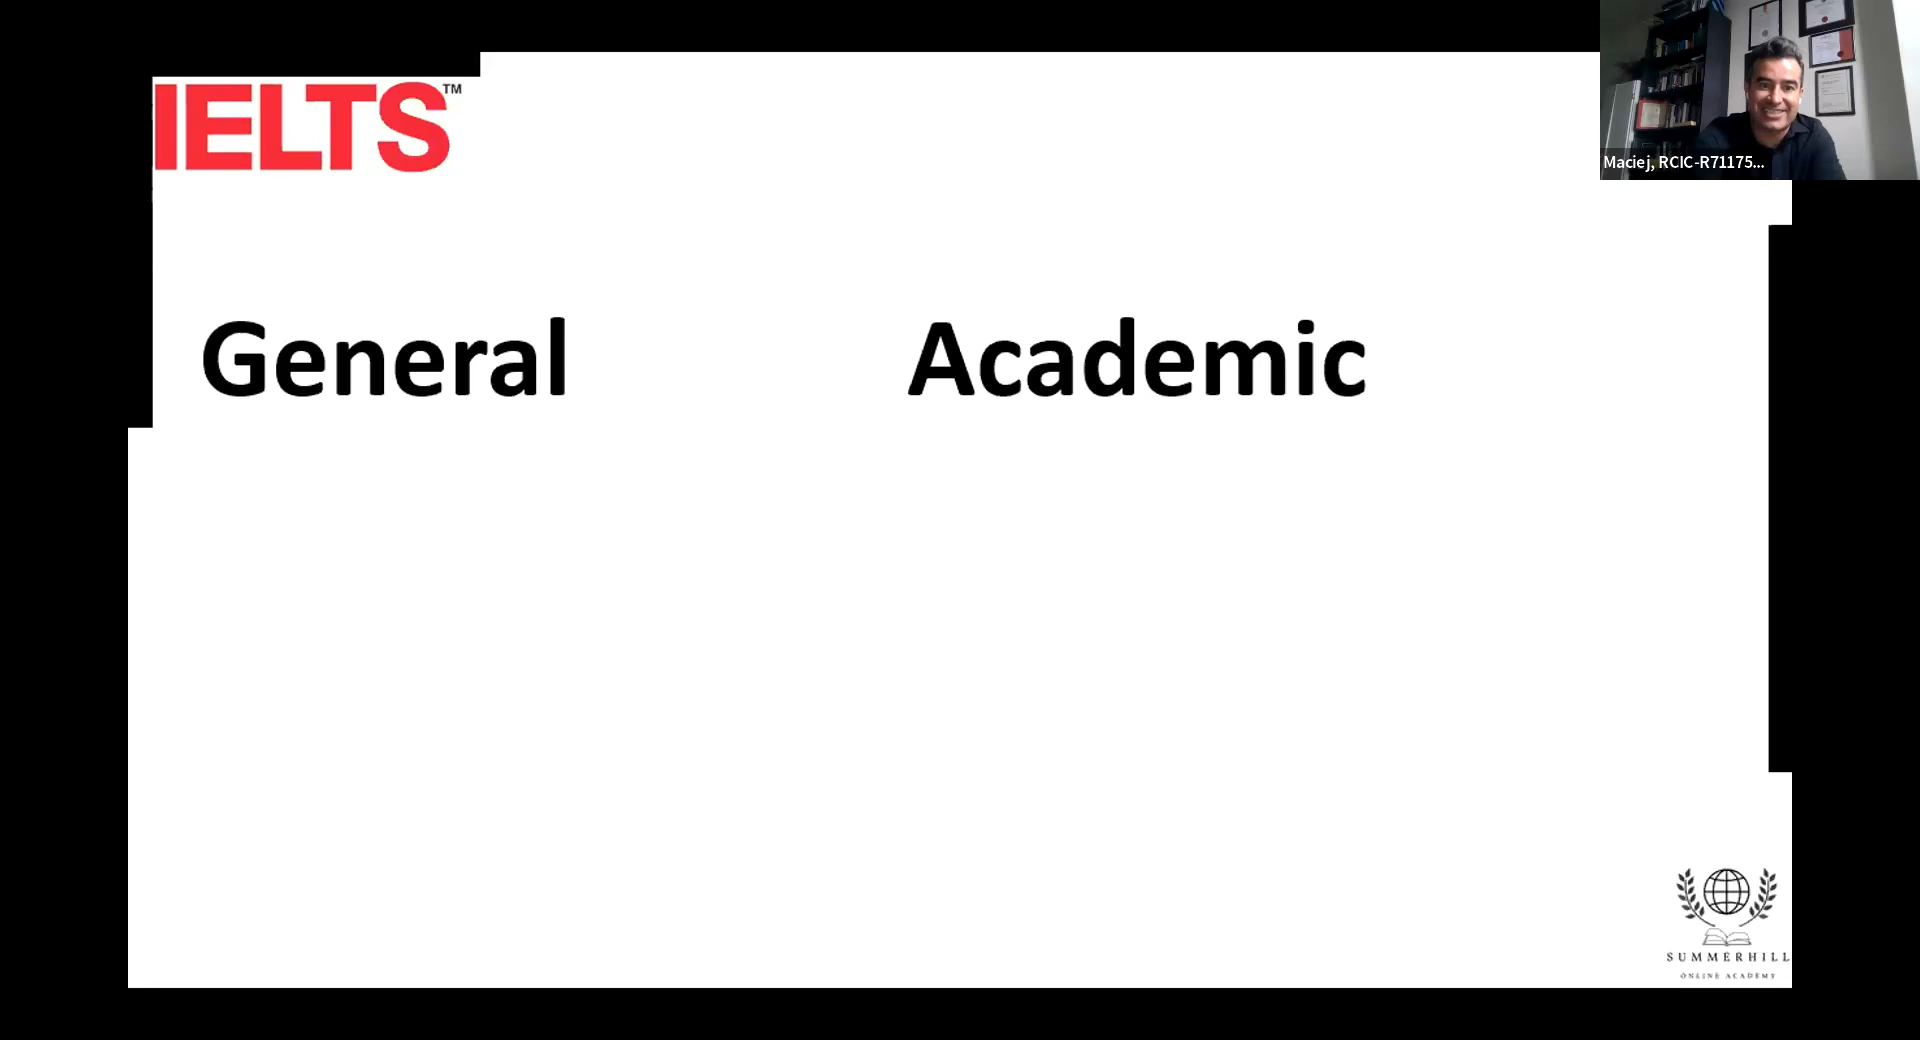 IELTS™
Maciej, RCIC-R71175...
General Academic
SUMMERHILL
ONLINE ACADEMY